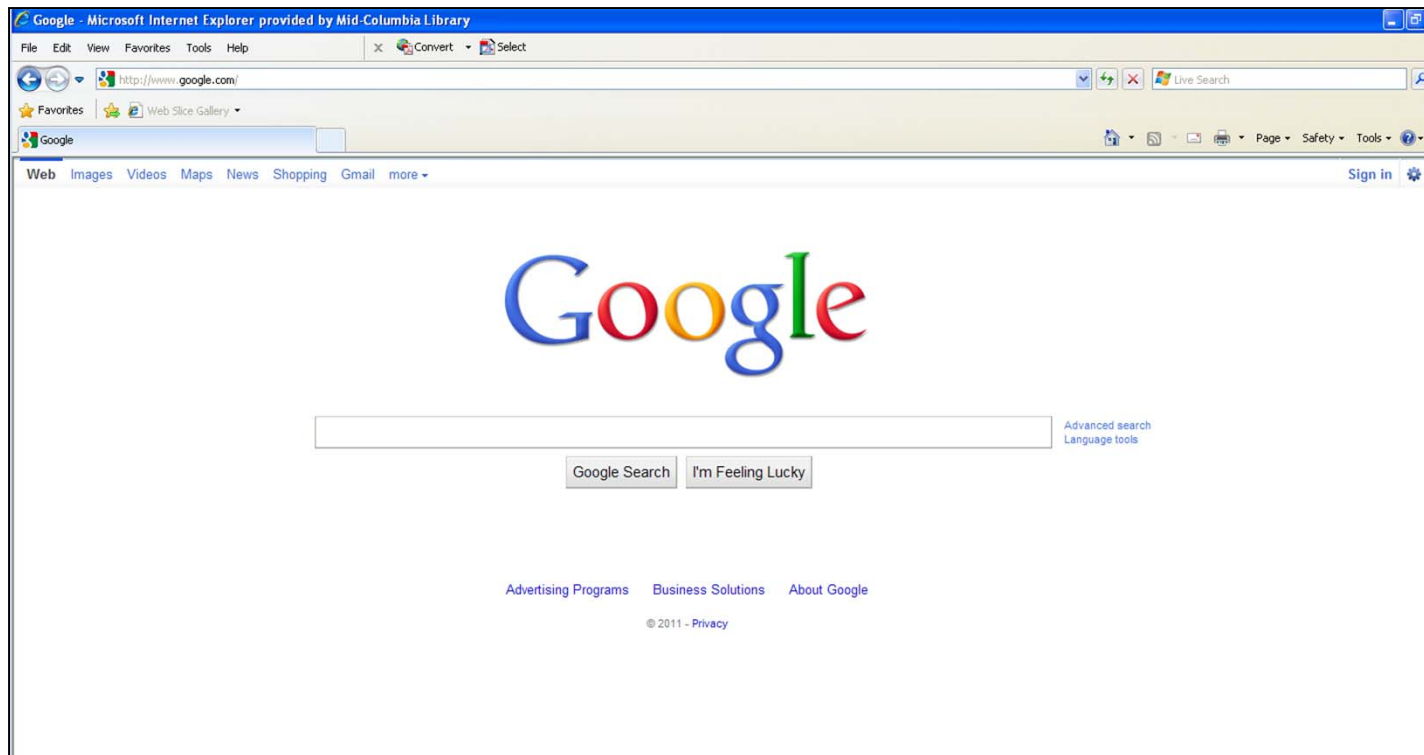 Google - Microsoft Internet Explorer provided by Mid-Columbia Library
File Edit View Favorites Tools Help x Convert Select
http://www.google.com/ Live Search
Favorites Web Slice Gallery
Google Page Safety Tools
Web Images Videos Maps News Shopping Gmail more Sign in
Google
Advanced search
Language tools
Google Search I'm Feeling Lucky
Advertising Programs Business Solutions About Google
© 2011 - Privacy